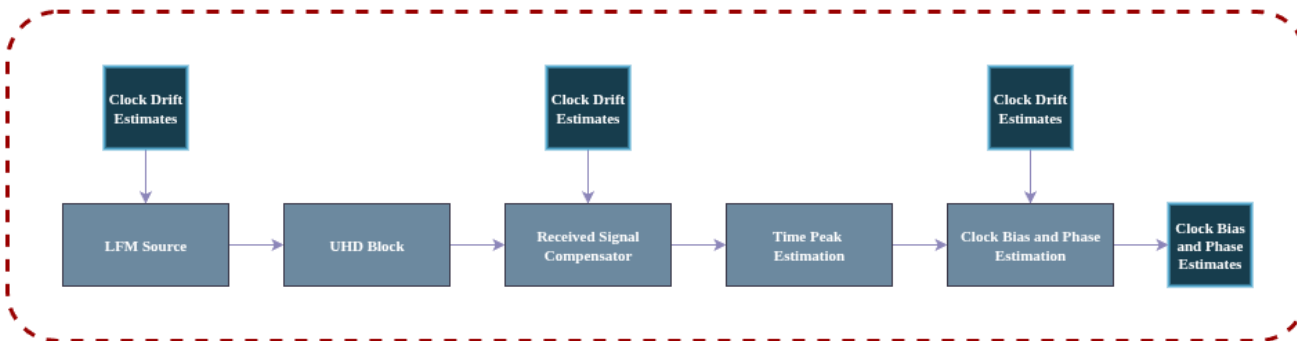 Clock Drift
Estimates
Clock Drift
Estimates
Clock Drift
Estimates
LFM Source
UHD Block
Received Signal
Compensator
Time Peak
Estimation
Clock Bias and Phase
Estimation
Clock Bias
and Phase
Estimates